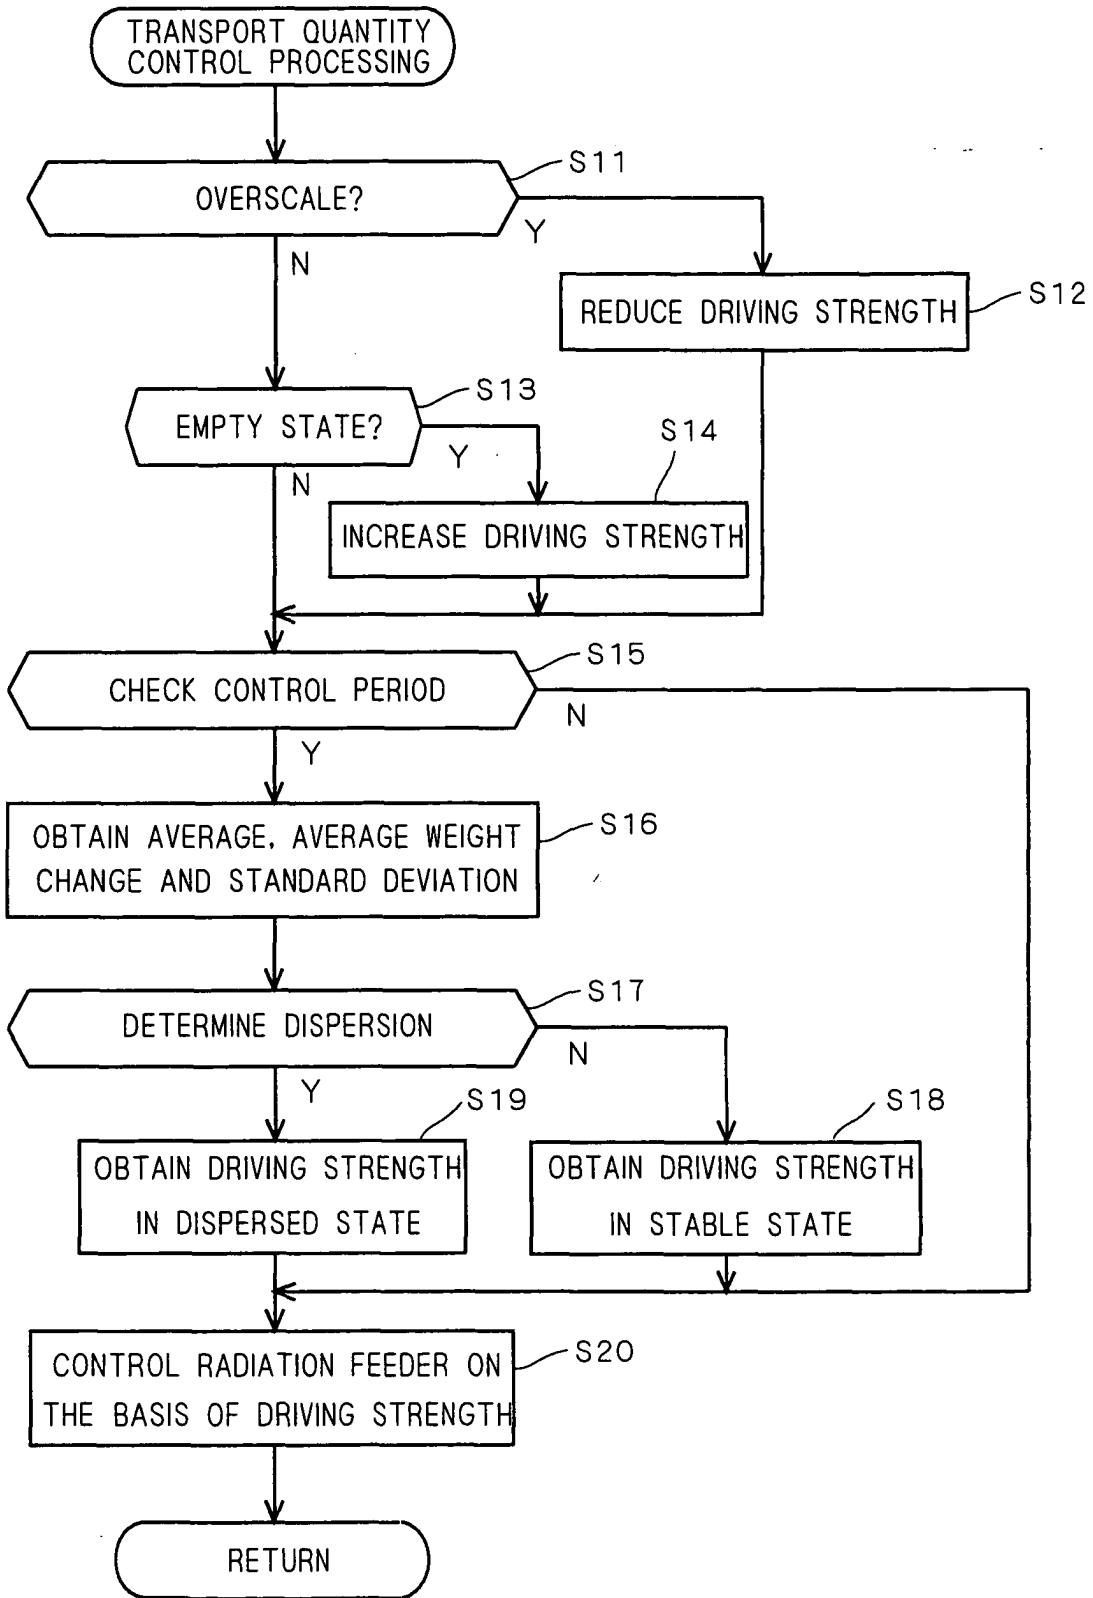 TRANSPORT QUANTITY
CONTROL PROCESSING
S11
OVERSCALE?
Y
N
S12
REDUCE DRIVING STRENGTH
S13
EMPTY STATE?
Y
N
S14
INCREASE DRIVING STRENGTH
S15
CHECK CONTROL PERIOD
N
Y
S16
OBTAIN AVERAGE, AVERAGE WEIGHT
CHANGE AND STANDARD DEVIATION
S17
DETERMINE DISPERSION
N
Y
S19
OBTAIN DRIVING STRENGTH
IN DISPERSED STATE
S18
OBTAIN DRIVING STRENGTH
IN STABLE STATE
S20
CONTROL RADIATION FEEDER ON
THE BASIS OF DRIVING STRENGTH
RETURN